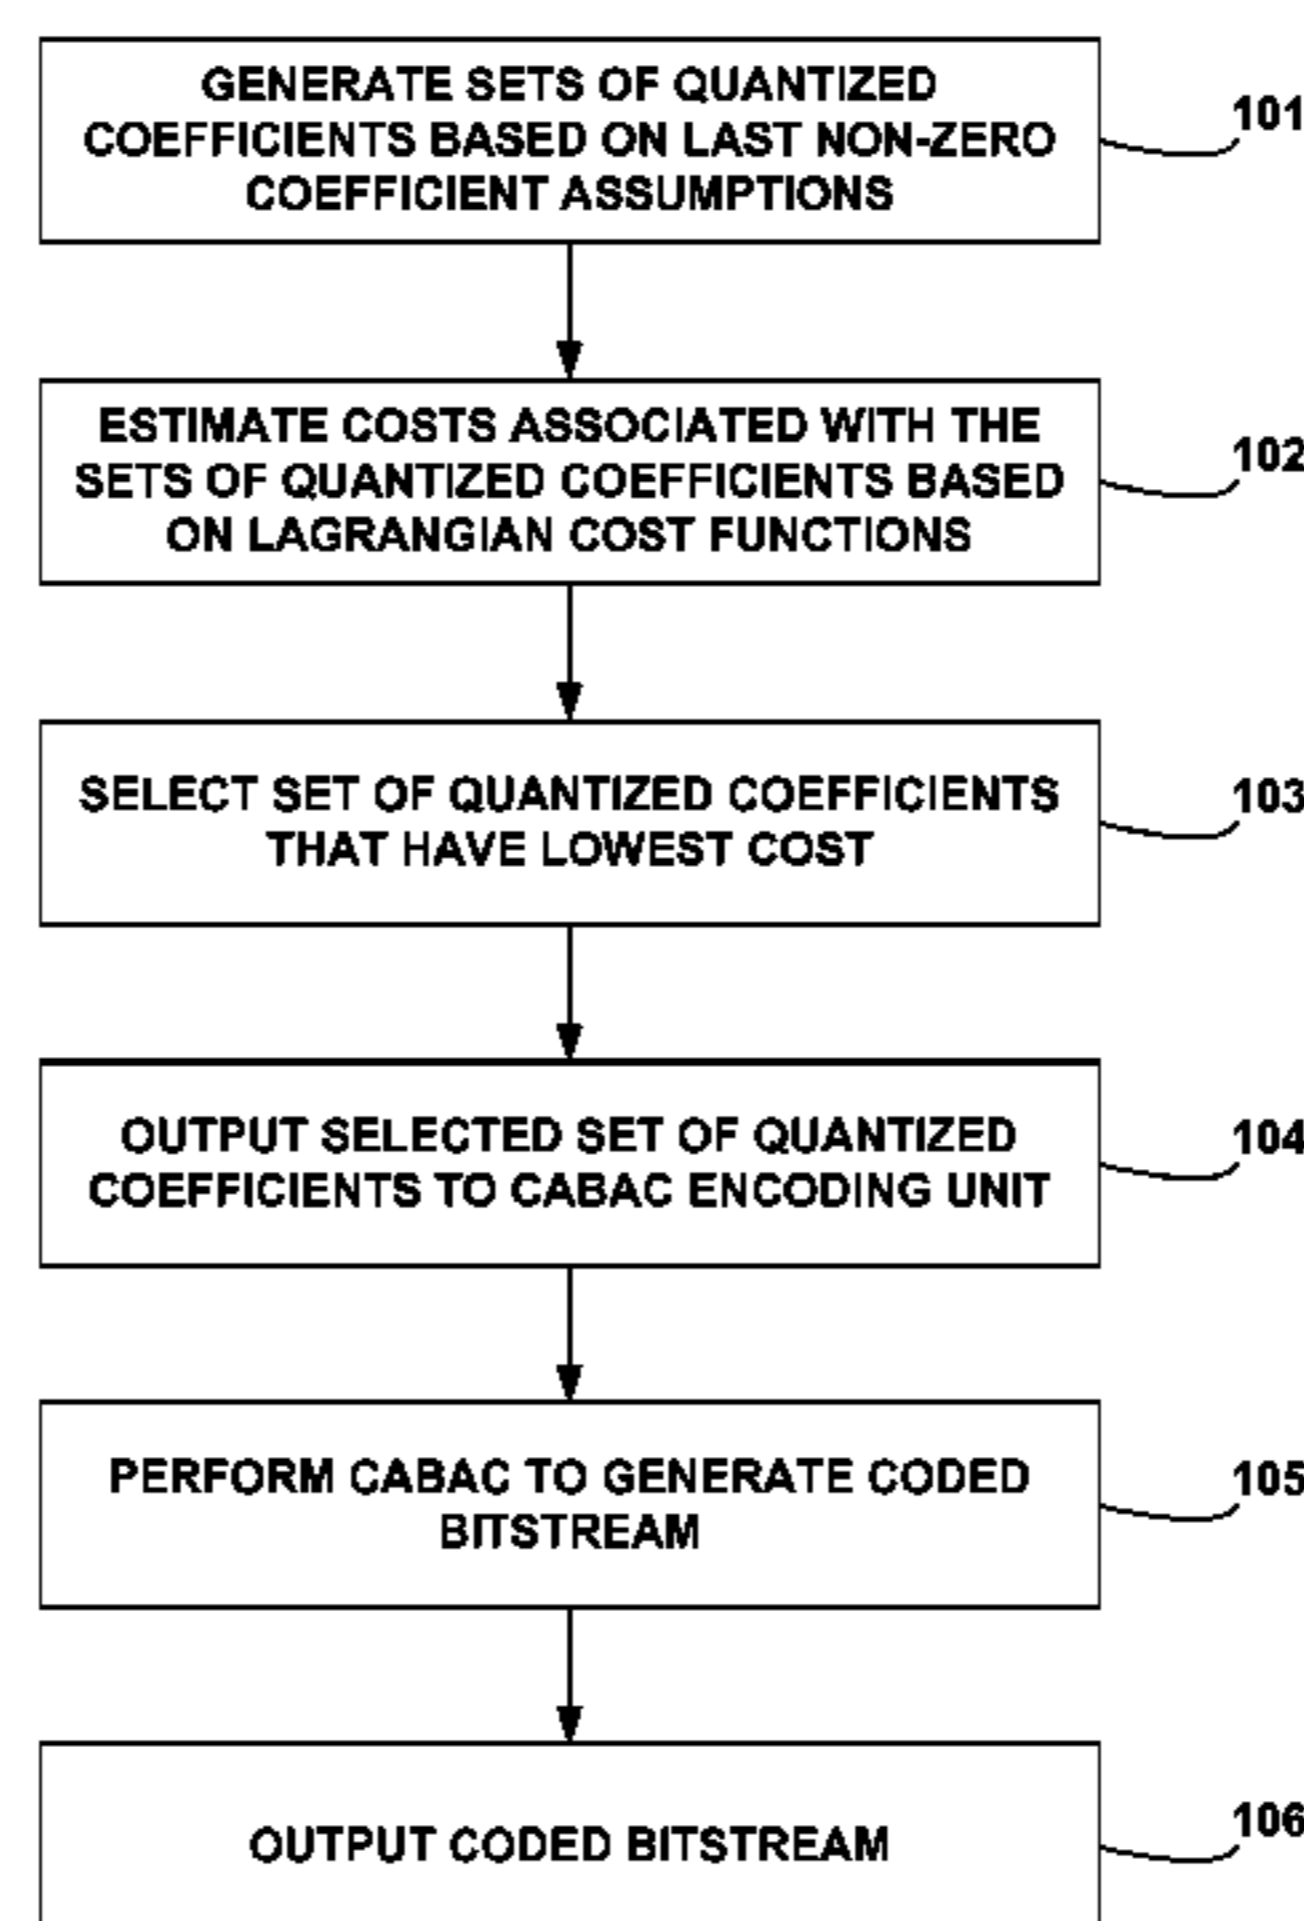 GENERATE SETS OF QUANTIZED
COEFFICIENTS BASED ON LAST NON-ZERO
COEFFICIENT ASSUMPTIONS
101
ESTIMATE COSTS ASSOCIATED WITH THE
SETS OF QUANTIZED COEFFICIENTS BASED
ON LAGRANGIAN COST FUNCTIONS
102
SELECT SET OF QUANTIZED COEFFICIENTS
THAT HAVE LOWEST COST
103
OUTPUT SELECTED SET OF QUANTIZED
COEFFICIENTS TO CABAC ENCODING UNIT
104
PERFORM CABAC TO GENERATE CODED
BITSTREAM
105
OUTPUT CODED BITSTREAM
106